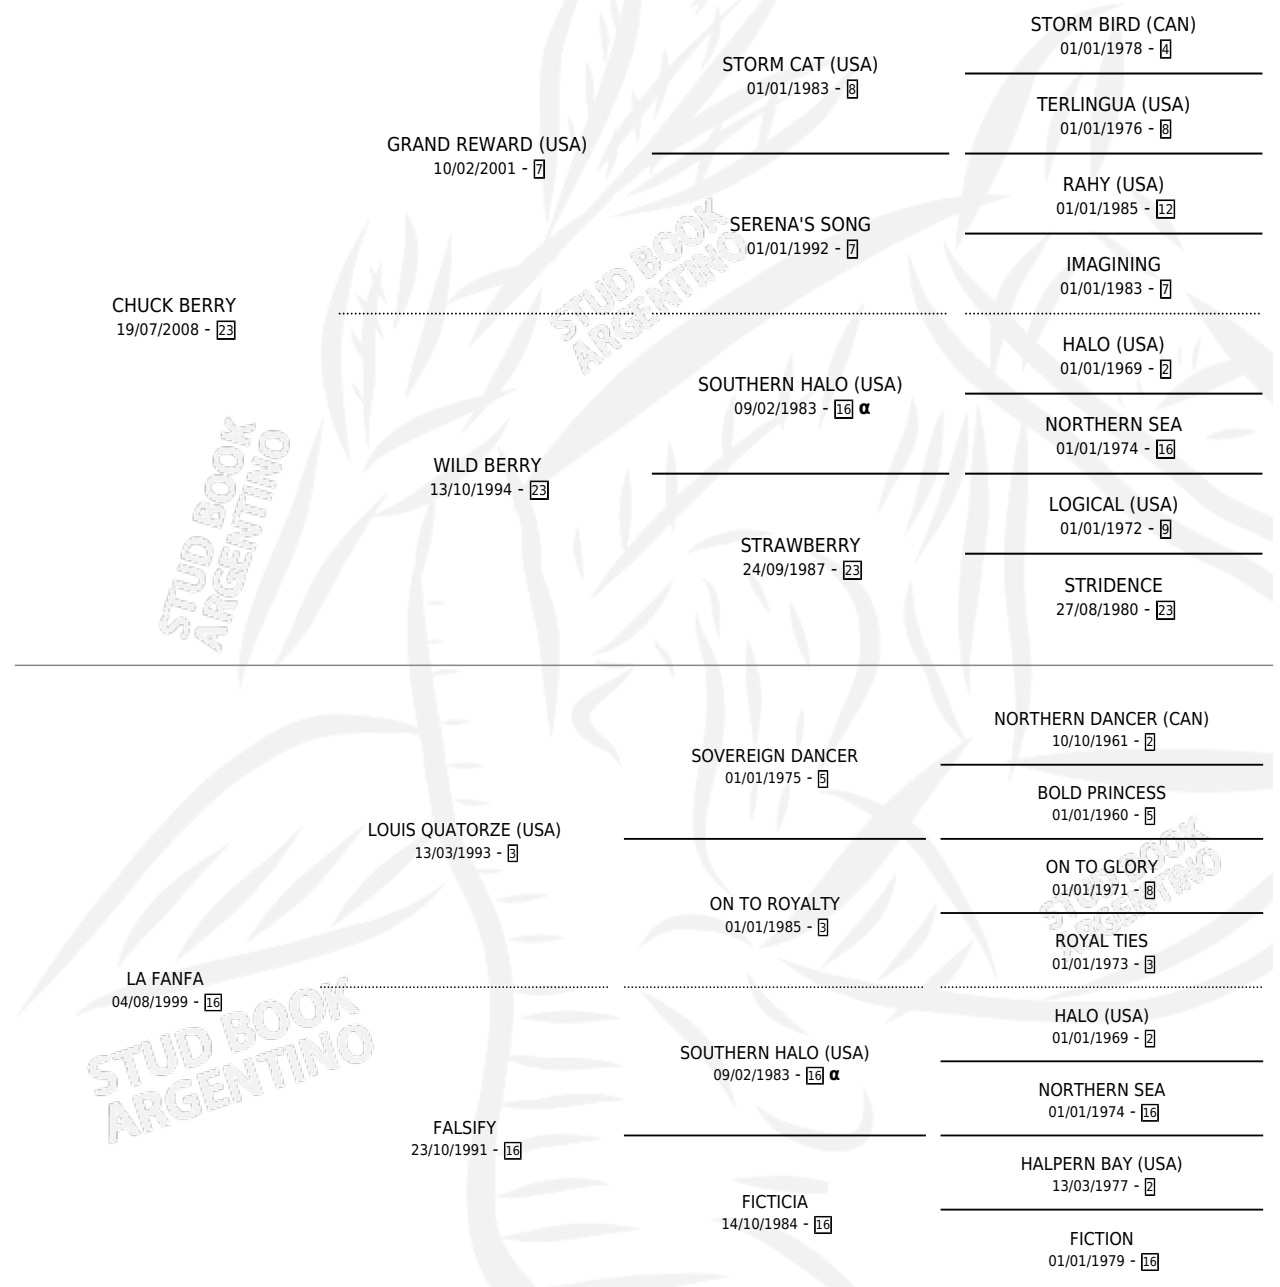 CHUCK BERRY
19/07/2008 - 23
GRAND REWARD (USA)
10/02/2001 - 7
STORM CAT (USA)
01/01/1983 - 8
STORM BIRD (CAN)
01/01/1978 - 4
TERLINGUA (USA)
01/01/1976 - 8
SERENA'S SONG
01/01/1992 - 7
RAHY (USA)
01/01/1985 - 12
IMAGINING
01/01/1983 - 7
WILD BERRY
13/10/1994 - 23
SOUTHERN HALO (USA)
09/02/1983 - 16 α
HALO (USA)
01/01/1969 - 2
NORTHERN SEA
01/01/1974 - 16
STRAWBERRY
24/09/1987 - 23
LOGICAL (USA)
01/01/1972 - 9
STRIDENCE
27/08/1980 - 23
LA FANFA
04/08/1999 - 16
LOUIS QUATORZE (USA)
13/03/1993 - 3
SOVEREIGN DANCER
01/01/1975 - 5
NORTHERN DANCER (CAN)
10/10/1961 - 2
BOLD PRINCESS
01/01/1960 - 5
ON TO ROYALTY
01/01/1985 - 3
ON TO GLORY
01/01/1971 - 8
ROYAL TIES
01/01/1973 - 3
FALSIFY
23/10/1991 - 16
SOUTHERN HALO (USA)
09/02/1983 - 16 α
HALO (USA)
01/01/1969 - 2
NORTHERN SEA
01/01/1974 - 16
FICTICIA
14/10/1984 - 16
HALPERN BAY (USA)
13/03/1977 - 2
FICTION
01/01/1979 - 16
STUD BOOK
ARGENTINO
STUD BOOK
ARGENTINO
STUD BOOK
ARGENTINO
STUD BOOK
ARGENTINO